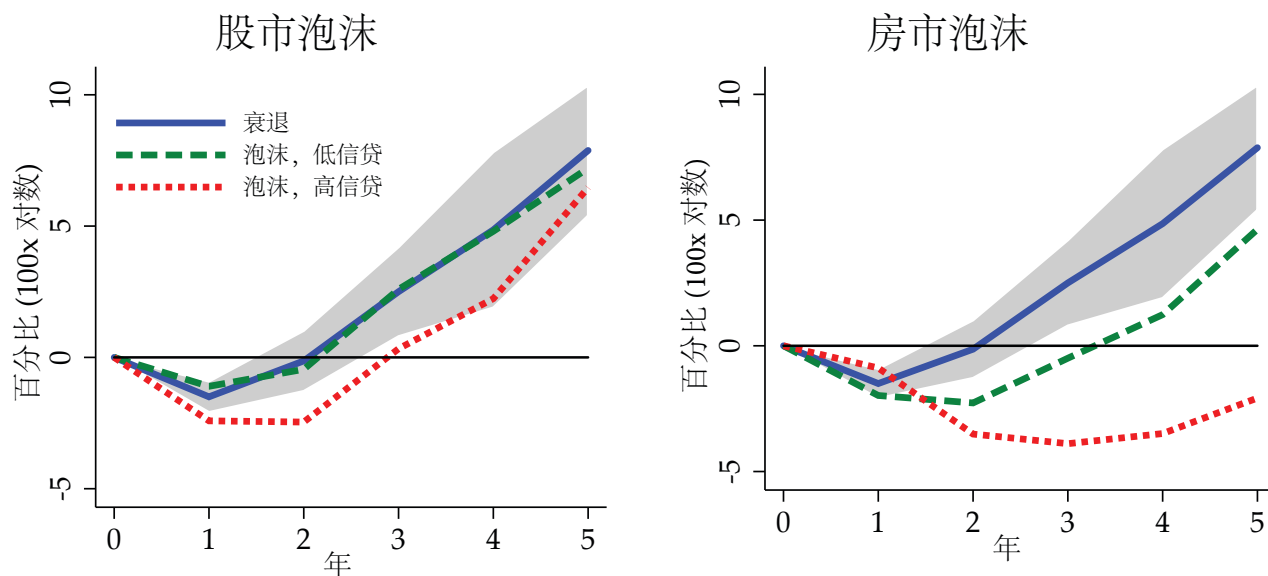 股市泡沫
10
5
0
-5
百分比 (100x 对数)
衰退
泡沫，低信贷
泡沫，高信贷
0 1 2 3 4 5
年
房市泡沫
10
5
0
-5
百分比 (100x 对数)
0 1 2 3 4 5
年